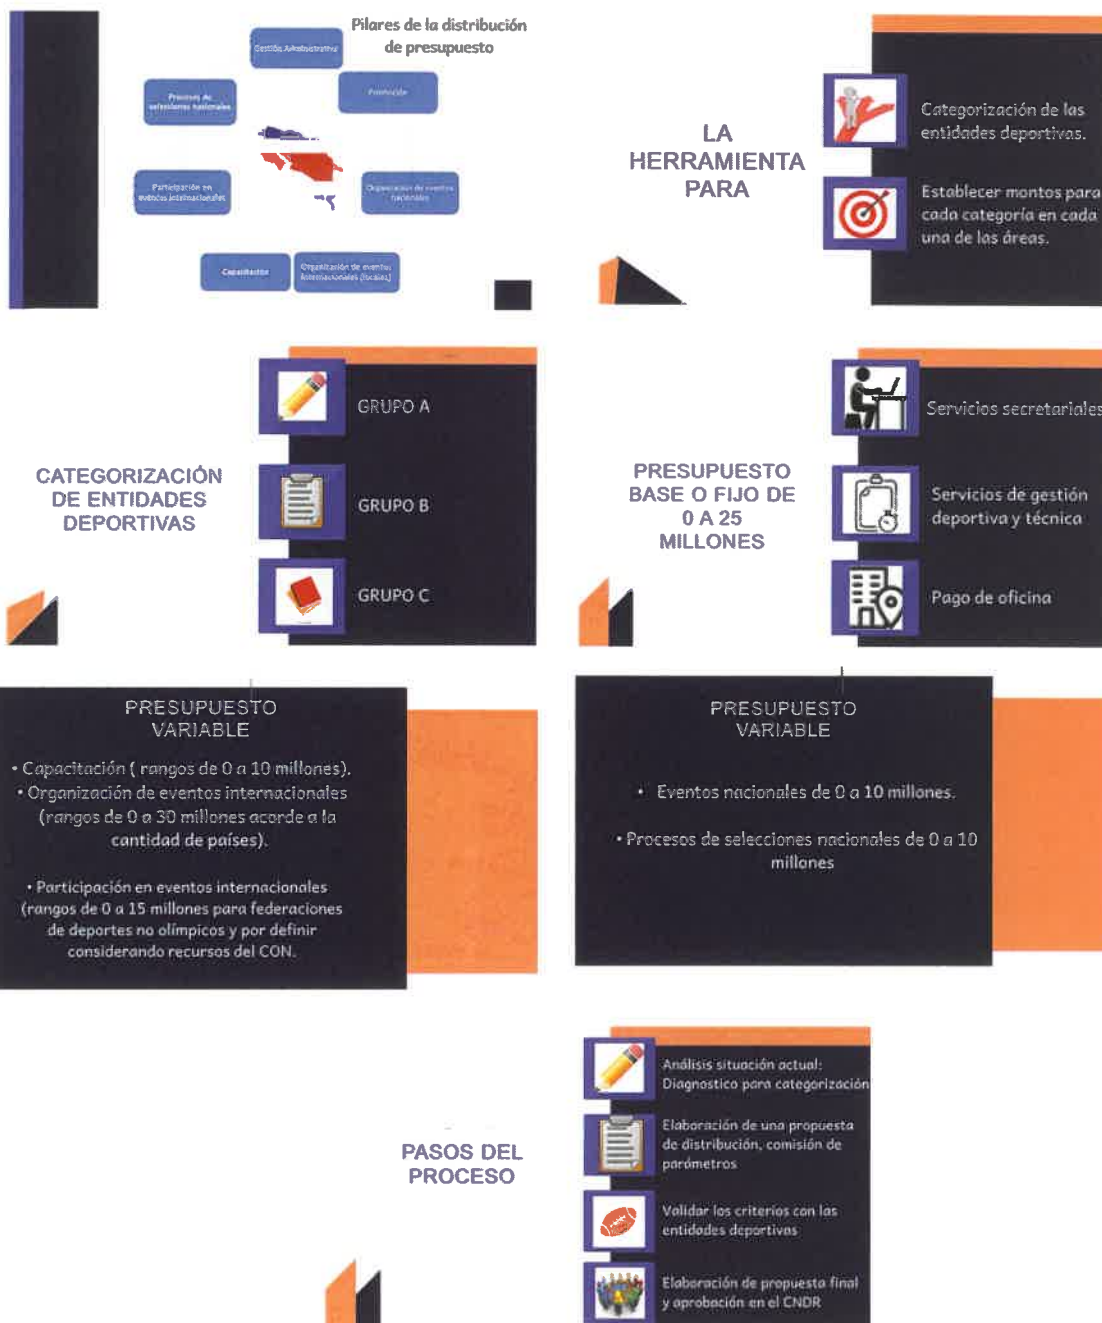 Pilares de la distribución
de presupuesto
Gestión Administrativa
Promoción
Procesos de
selecciones nacionales
Participación en
eventos internacionales
Organización de eventos
nacionales
Capacitación
Organización de eventos
internacionales (locales)
LA
HERRAMIENTA
PARA
Categorización de las
entidades deportivas.
Establecer montos para
cada categoría en cada
una de las áreas.
CATEGORIZACIÓN
DE ENTIDADES
DEPORTIVAS
GRUPO A
GRUPO B
GRUPO C
PRESUPUESTO
BASE O FIJO DE
0 A 25
MILLONES
Servicios secretariales
Servicios de gestión
deportiva y técnica
Pago de oficina
PRESUPUESTO
VARIABLE
• Capacitación ( rangos de 0 a 10 millones).
• Organización de eventos internacionales
(rangos de 0 a 30 millones acorde a la
cantidad de países).
• Participación en eventos internacionales
(rangos de 0 a 15 millones para federaciones
de deportes no olímpicos y por definir
considerando recursos del CON.
PRESUPUESTO
VARIABLE
• Eventos nacionales de 0 a 10 millones.
• Procesos de selecciones nacionales de 0 a 10
millones
PASOS DEL
PROCESO
Análisis situación actual:
Diagnostico para categorización
Elaboración de una propuesta
de distribución, comisión de
parámetros
Validar los criterios con las
entidades deportivas
Elaboración de propuesta final
y aprobación en el CNDR